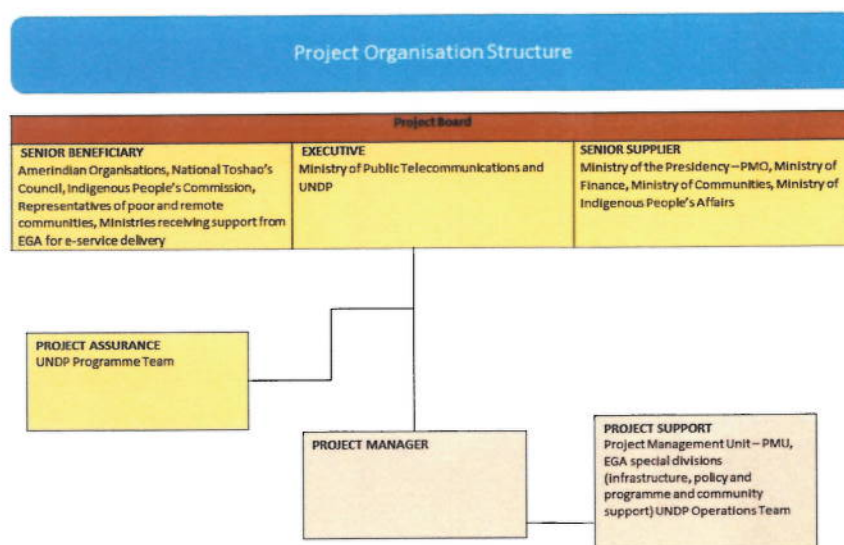 Project Organisation Structure
Project Board
SENIOR BENEFICIARY
Amerindian Organisations, National Toshao's
Council, Indigenous People's Commission,
Representatives of poor and remote
communities, Ministries receiving support from
EGA for e-service delivery
EXECUTIVE
Ministry of Public Telecommunications and
UNDP
SENIOR SUPPLIER
Ministry of the Presidency – PMO, Ministry of
Finance, Ministry of Communities, Ministry of
Indigenous People's Affairs
PROJECT ASSURANCE
UNDP Programme Team
PROJECT MANAGER
PROJECT SUPPORT
Project Management Unit – PMU,
EGA special divisions
(infrastructure, policy and
programme and community
support) UNDP Operations Team